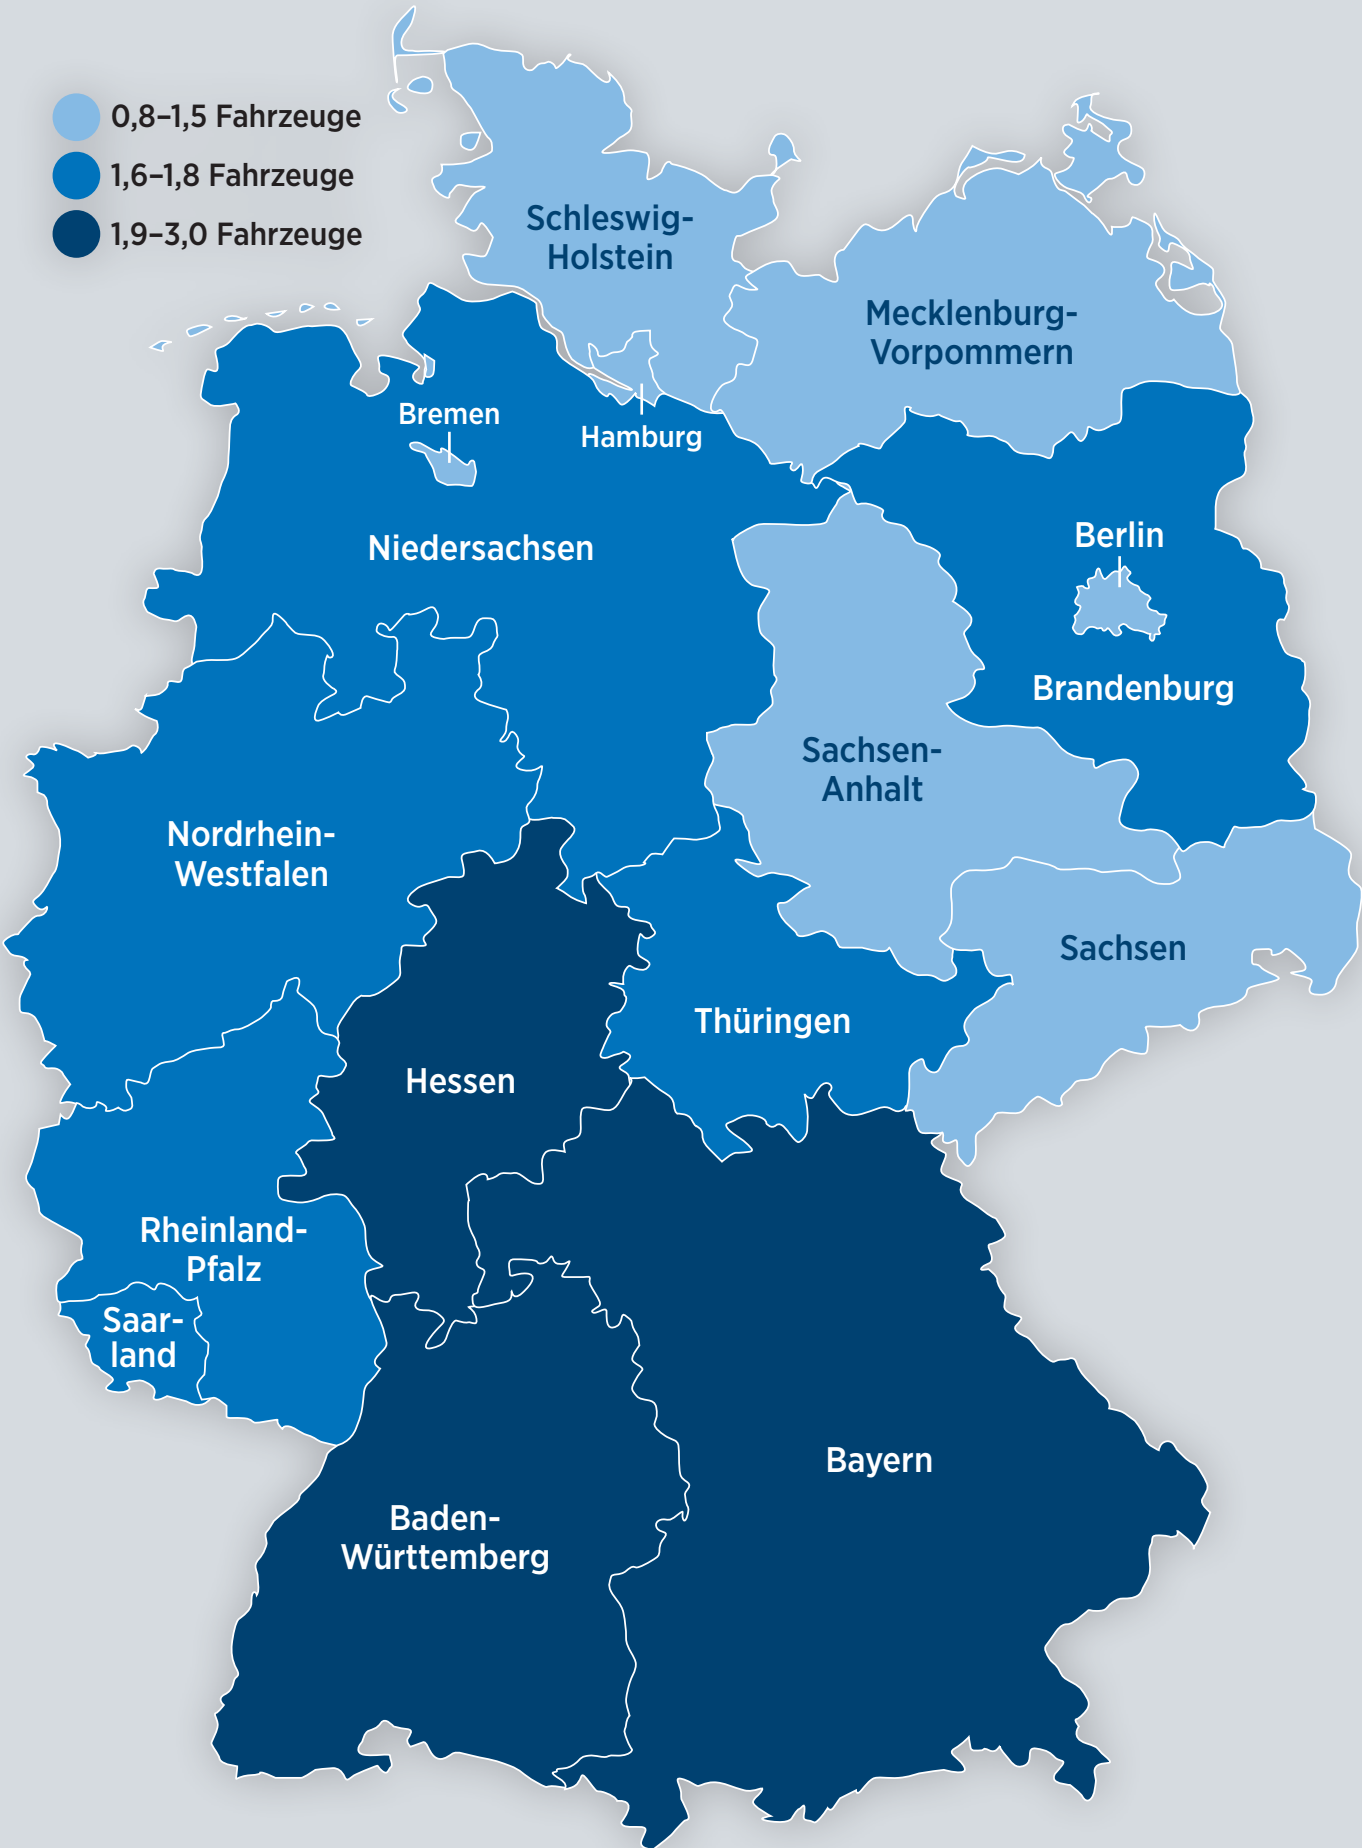 0,8–1,5 Fahrzeuge
1,6–1,8 Fahrzeuge
1,9–3,0 Fahrzeuge
Schleswig-
Holstein
Mecklenburg-
Vorpommern
Bremen
Hamburg
Niedersachsen
Berlin
Brandenburg
Sachsen-
Anhalt
Nordrhein-
Westfalen
Sachsen
Thüringen
Hessen
Rheinland-
Pfalz
Saar-
land
Bayern
Baden-
Württemberg